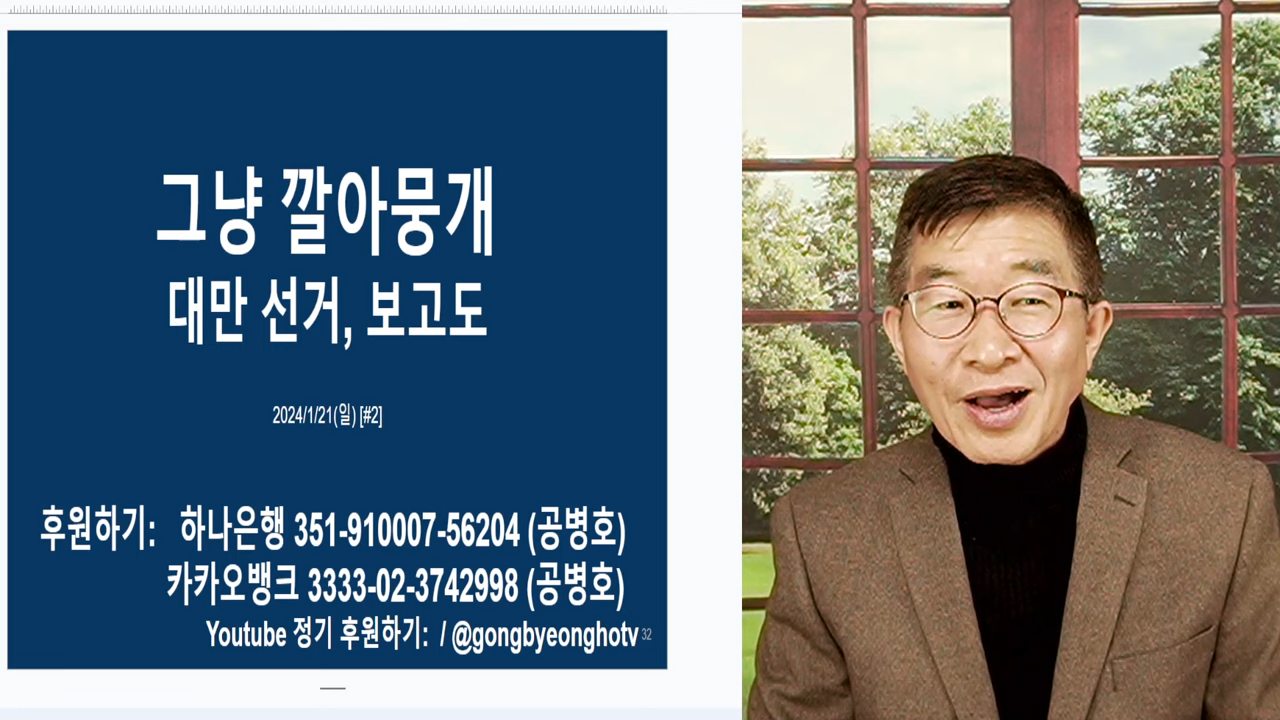 그냥 깔아뭉개
대만 선거, 보고도
2024/1/21(일) [#2]
후원하기: 하나은행 351-910007-56204 (공병호)
카카오뱅크 3333-02-3742998 (공병호)
Youtube 정기 후원하기: / @gongbyeonghotv 32